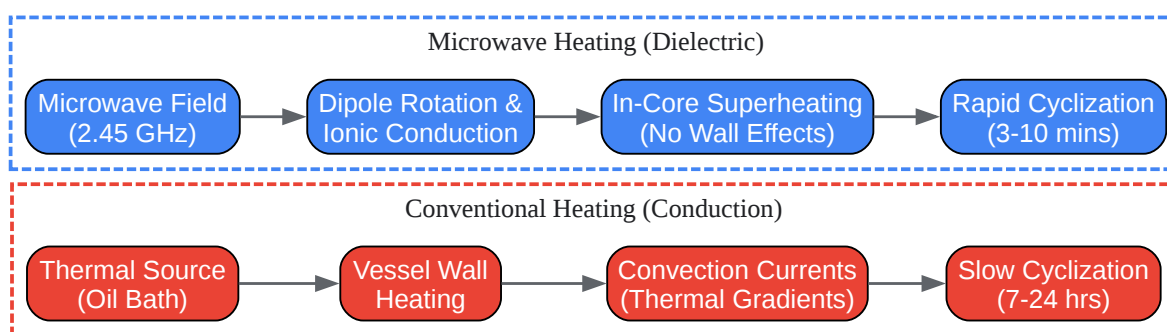 Microwave Heating (Dielectric)
Microwave Field
(2.45 GHz)
Dipole Rotation &
Ionic Conduction
In-Core Superheating
(No Wall Effects)
Rapid Cyclization
(3-10 mins)
Conventional Heating (Conduction)
Thermal Source
(Oil Bath)
Vessel Wall
Heating
Convection Currents
(Thermal Gradients)
Slow Cyclization
(7-24 hrs)